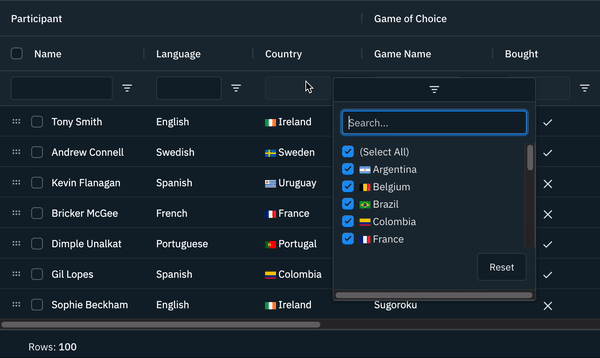 Participant Game of Choice
Name Language Country Game Name Bought
Search...
Tony Smith English Ireland
(Select All)
Andrew Connell Swedish Sweden
Argentina
Kevin Flanagan Spanish Uruguay
Belgium
Brazil
Bricker McGee French France
Colombia
Dimple Unalkat Portuguese Portugal
France
Gil Lopes Spanish Colombia
Reset
Sophie Beckham English Ireland Sugoroku
Rows: 100